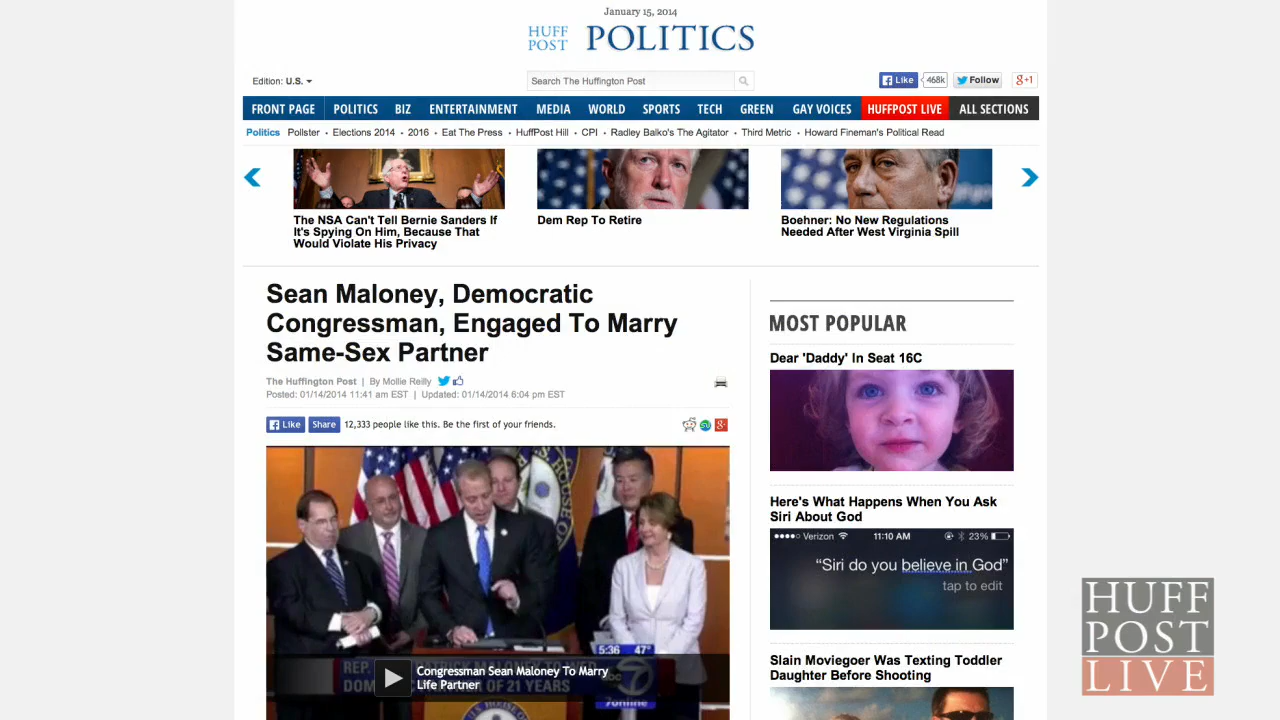 January 15, 2014
HUFF
POST
POLITICS
Edition: U.S.
Search The Huffington Post
Like
468k
Follow
g+1
FRONT PAGE POLITICS BIZ ENTERTAINMENT MEDIA WORLD SPORTS TECH GREEN GAY VOICES HUFFPOST LIVE ALL SECTIONS
Politics Pollster • Elections 2014 • 2016 • Eat The Press • HuffPost Hill • CPI • Radley Balko's The Agitator • Third Metric • Howard Fineman's Political Read
The NSA Can't Tell Bernie Sanders If
It's Spying On Him, Because That
Would Violate His Privacy
Dem Rep To Retire
Boehner: No New Regulations
Needed After West Virginia Spill
Sean Maloney, Democratic
Congressman, Engaged To Marry
Same-Sex Partner
The Huffington Post | By Mollie Reilly
Posted: 01/14/2014 11:41 am EST | Updated: 01/14/2014 6:04 pm EST
Like Share 12,333 people like this. Be the first of your friends.
5:36 47°
Congressman Sean Maloney To Marry
Life Partner
7online
MOST POPULAR
Dear 'Daddy' In Seat 16C
Here's What Happens When You Ask
Siri About God
Verizon 11:10 AM 23%
“Siri do you believe in God”
tap to edit
Slain Moviegoer Was Texting Toddler
Daughter Before Shooting
HUFF
POST
LIVE